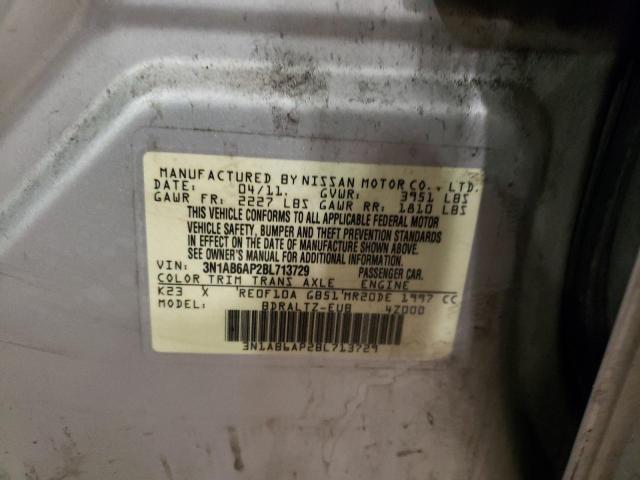 MANUFACTURED BY NISSAN MOTOR CO., LTD.
DATE: 04/11. GVWR: 3951 LBS
GAWR FR: 2227 LBS GAWR RR: 1810 LBS
THIS VEHICLE CONFORMS TO ALL APPLICABLE FEDERAL MOTOR
VEHICLE SAFETY, BUMPER, AND THEFT PREVENTION STANDARDS
IN EFFECT ON THE DATE OF MANUFACTURE SHOWN ABOVE.
SEE OWNER'S MANUAL FOR ADDITIONAL INFORMATION.
VIN: 3N1AB6AP2BL713729 PASSENGER CAR.
COLOR TRIM TRANS AXLE ENGINE
K23 X RE0F10A GB51 MR20DE 1997 CC
MODEL: BDRALTZ-EUB 4Z000
3N1AB6AP2BL713729